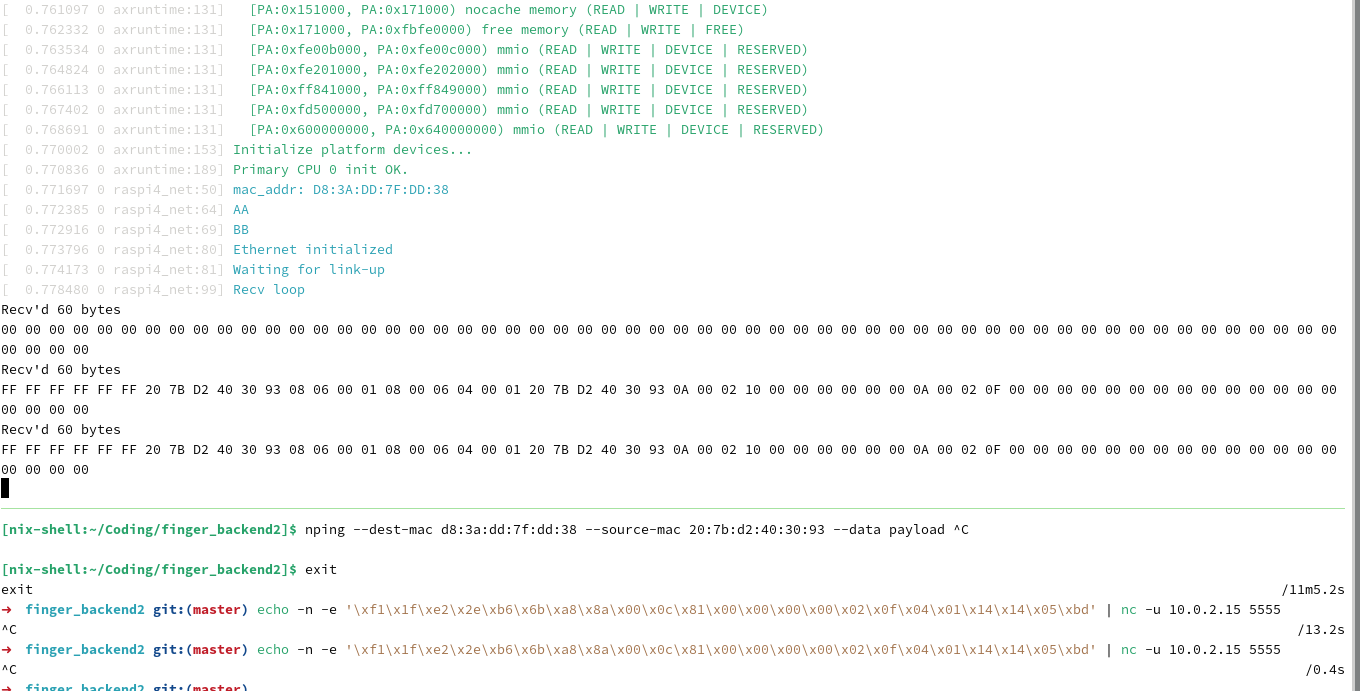 [  0.761097 0 axruntime:131]   [PA:0x151000, PA:0x171000) nocache memory (READ | WRITE | DEVICE)
[  0.762332 0 axruntime:131]   [PA:0x171000, PA:0xfbfe0000) free memory (READ | WRITE | FREE)
[  0.763534 0 axruntime:131]   [PA:0xfe00b000, PA:0xfe00c000) mmio (READ | WRITE | DEVICE | RESERVED)
[  0.764824 0 axruntime:131]   [PA:0xfe201000, PA:0xfe202000) mmio (READ | WRITE | DEVICE | RESERVED)
[  0.766113 0 axruntime:131]   [PA:0xff841000, PA:0xff849000) mmio (READ | WRITE | DEVICE | RESERVED)
[  0.767402 0 axruntime:131]   [PA:0xfd500000, PA:0xfd700000) mmio (READ | WRITE | DEVICE | RESERVED)
[  0.768691 0 axruntime:131]   [PA:0x600000000, PA:0x640000000) mmio (READ | WRITE | DEVICE | RESERVED)
[  0.770002 0 axruntime:153] Initialize platform devices...
[  0.770836 0 axruntime:189] Primary CPU 0 init OK.
[  0.771697 0 raspi4_net:50] mac_addr: D8:3A:DD:7F:DD:38
[  0.772385 0 raspi4_net:64] AA
[  0.772916 0 raspi4_net:69] BB
[  0.773796 0 raspi4_net:80] Ethernet initialized
[  0.774173 0 raspi4_net:81] Waiting for link-up
[  0.778480 0 raspi4_net:99] Recv loop
Recv'd 60 bytes
00 00 00 00 00 00 00 00 00 00 00 00 00 00 00 00 00 00 00 00 00 00 00 00 00 00 00 00 00 00 00 00 00 00 00 00 00 00 00 00 00 00 00 00 00 00 00 00 00 00 00 00 00 00 00 00
00 00 00 00
Recv'd 60 bytes
FF FF FF FF FF FF 20 7B D2 40 30 93 08 06 00 01 08 00 06 04 00 01 20 7B D2 40 30 93 0A 00 02 10 00 00 00 00 00 00 0A 00 02 0F 00 00 00 00 00 00 00 00 00 00 00 00 00 00
00 00 00 00
Recv'd 60 bytes
FF FF FF FF FF FF 20 7B D2 40 30 93 08 06 00 01 08 00 06 04 00 01 20 7B D2 40 30 93 0A 00 02 10 00 00 00 00 00 00 0A 00 02 0F 00 00 00 00 00 00 00 00 00 00 00 00 00 00
00 00 00 00
[nix-shell:~/Coding/finger_backend2]$ nping --dest-mac d8:3a:dd:7f:dd:38 --source-mac 20:7b:d2:40:30:93 --data payload ^C
[nix-shell:~/Coding/finger_backend2]$ exit
exit /11m5.2s
→ finger_backend2 git:(master) echo -n -e '\xf1\x1f\xe2\x2e\xb6\x6b\xa8\x8a\x00\x0c\x81\x00\x00\x00\x00\x02\x0f\x04\x01\x14\x14\x05\xbd' | nc -u 10.0.2.15 5555
^C /13.2s
→ finger_backend2 git:(master) echo -n -e '\xf1\x1f\xe2\x2e\xb6\x6b\xa8\x8a\x00\x0c\x81\x00\x00\x00\x00\x02\x0f\x04\x01\x14\x14\x05\xbd' | nc -u 10.0.2.15 5555
^C /0.4s
→ finger_backend2 git:(master)